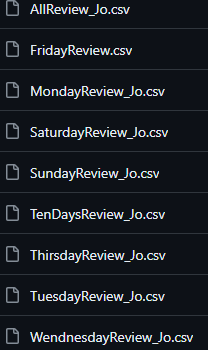 AllReview_Jo.csv
FridayReview.csv
MondayReview_Jo.csv
SaturdayReview_Jo.csv
SundayReview_Jo.csv
TenDaysReview_Jo.csv
ThirsdayReview_Jo.csv
TuesdayReview_Jo.csv
WendnesdayReview_Jo.csv